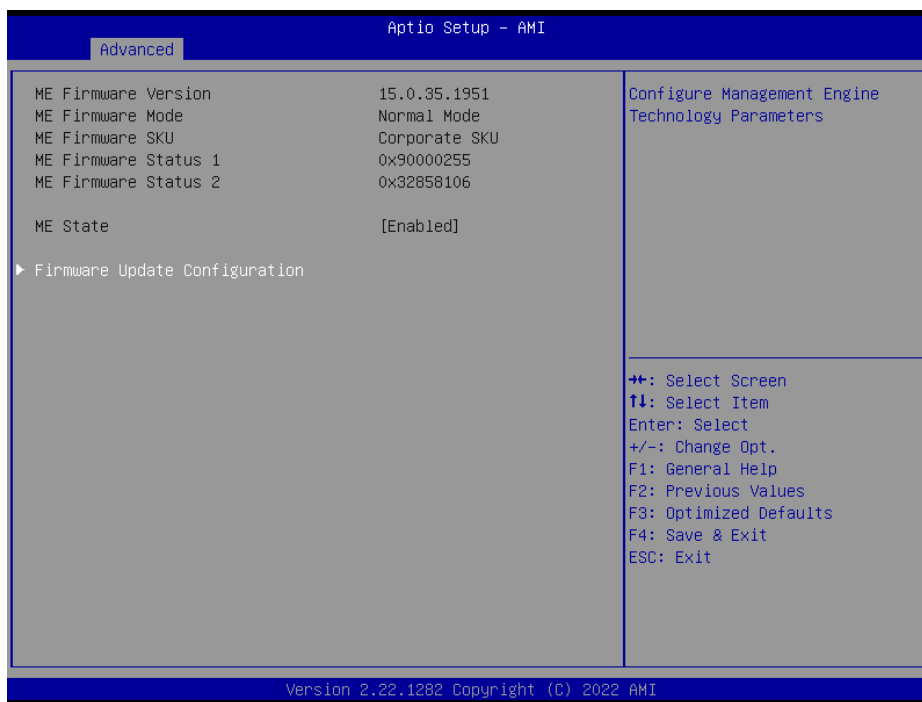 Aptio Setup – AMI
Advanced
ME Firmware Version 15.0.35.1951
ME Firmware Mode Normal Mode
ME Firmware SKU Corporate SKU
ME Firmware Status 1 0x90000255
ME Firmware Status 2 0x32858106
ME State [Enabled]
► Firmware Update Configuration
Configure Management Engine
Technology Parameters
→←: Select Screen
↑↓: Select Item
Enter: Select
+/-: Change Opt.
F1: General Help
F2: Previous Values
F3: Optimized Defaults
F4: Save & Exit
ESC: Exit
Version 2.22.1282 Copyright (C) 2022 AMI